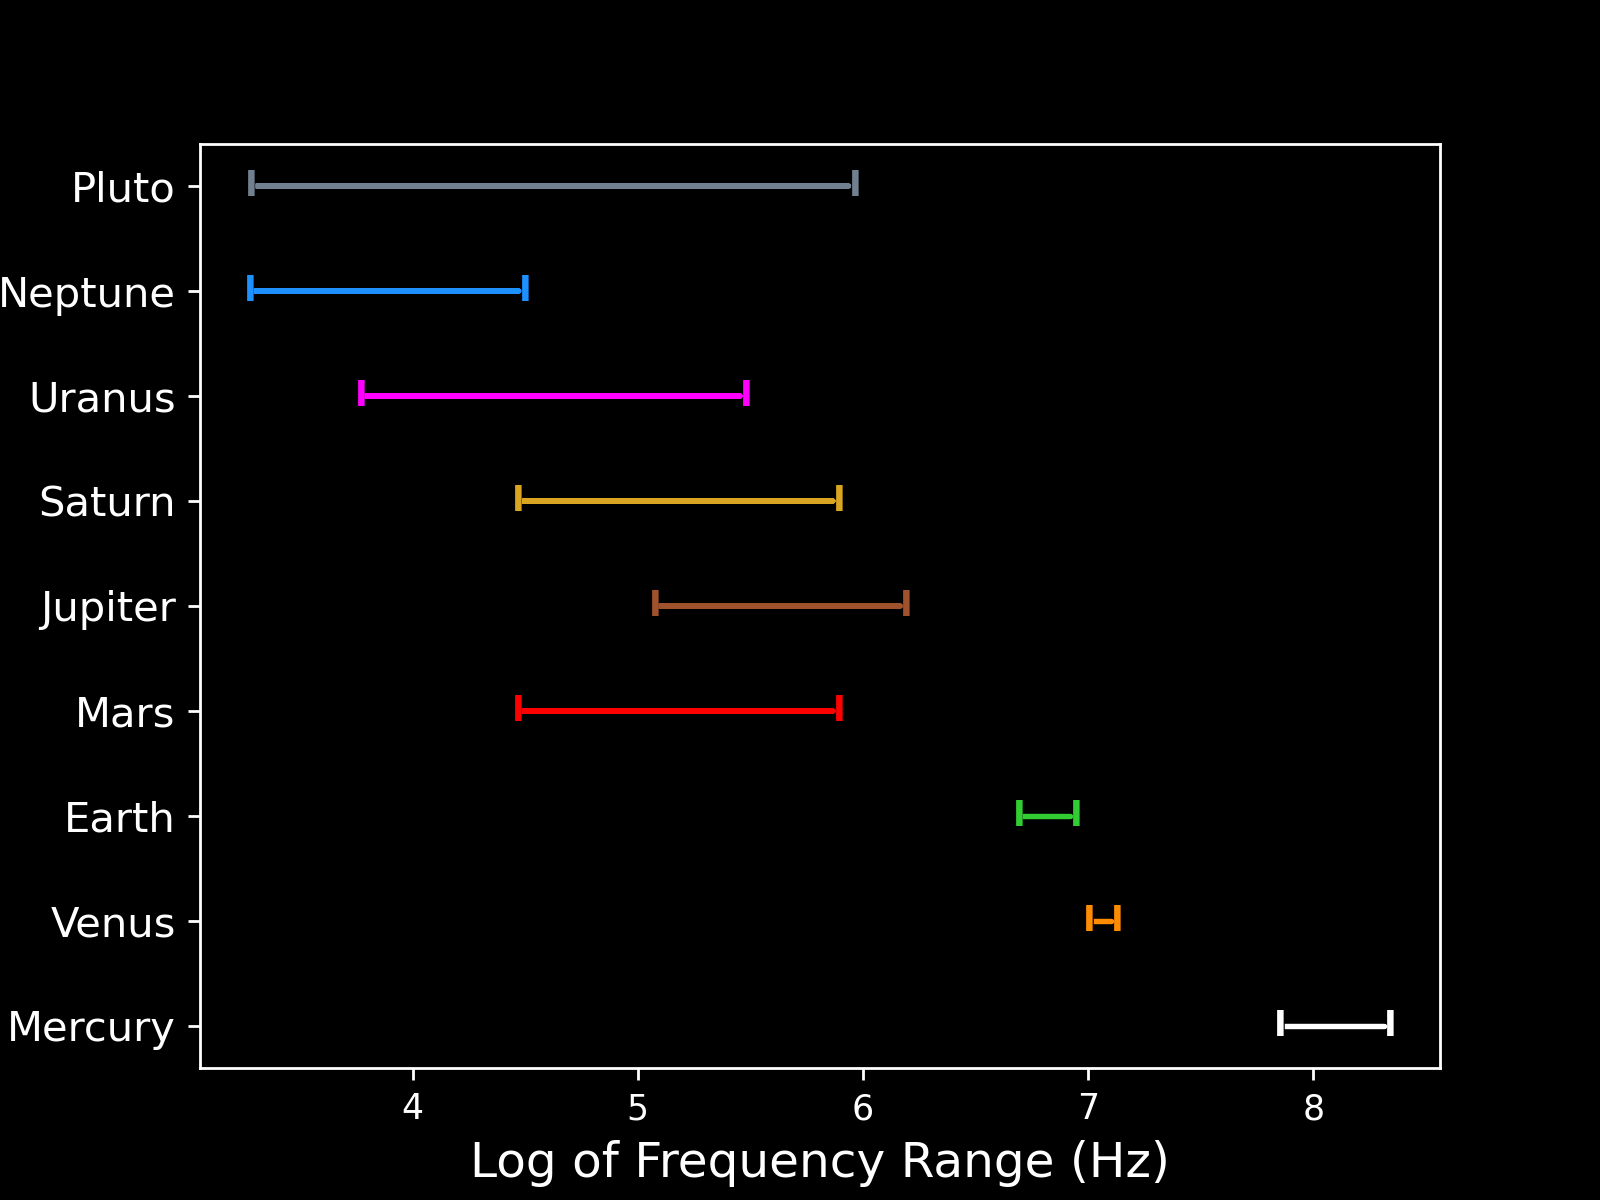 Pluto
Neptune
Uranus
Saturn
Jupiter
Mars
Earth
Venus
Mercury
4 5 6 7 8
Log of Frequency Range (Hz)